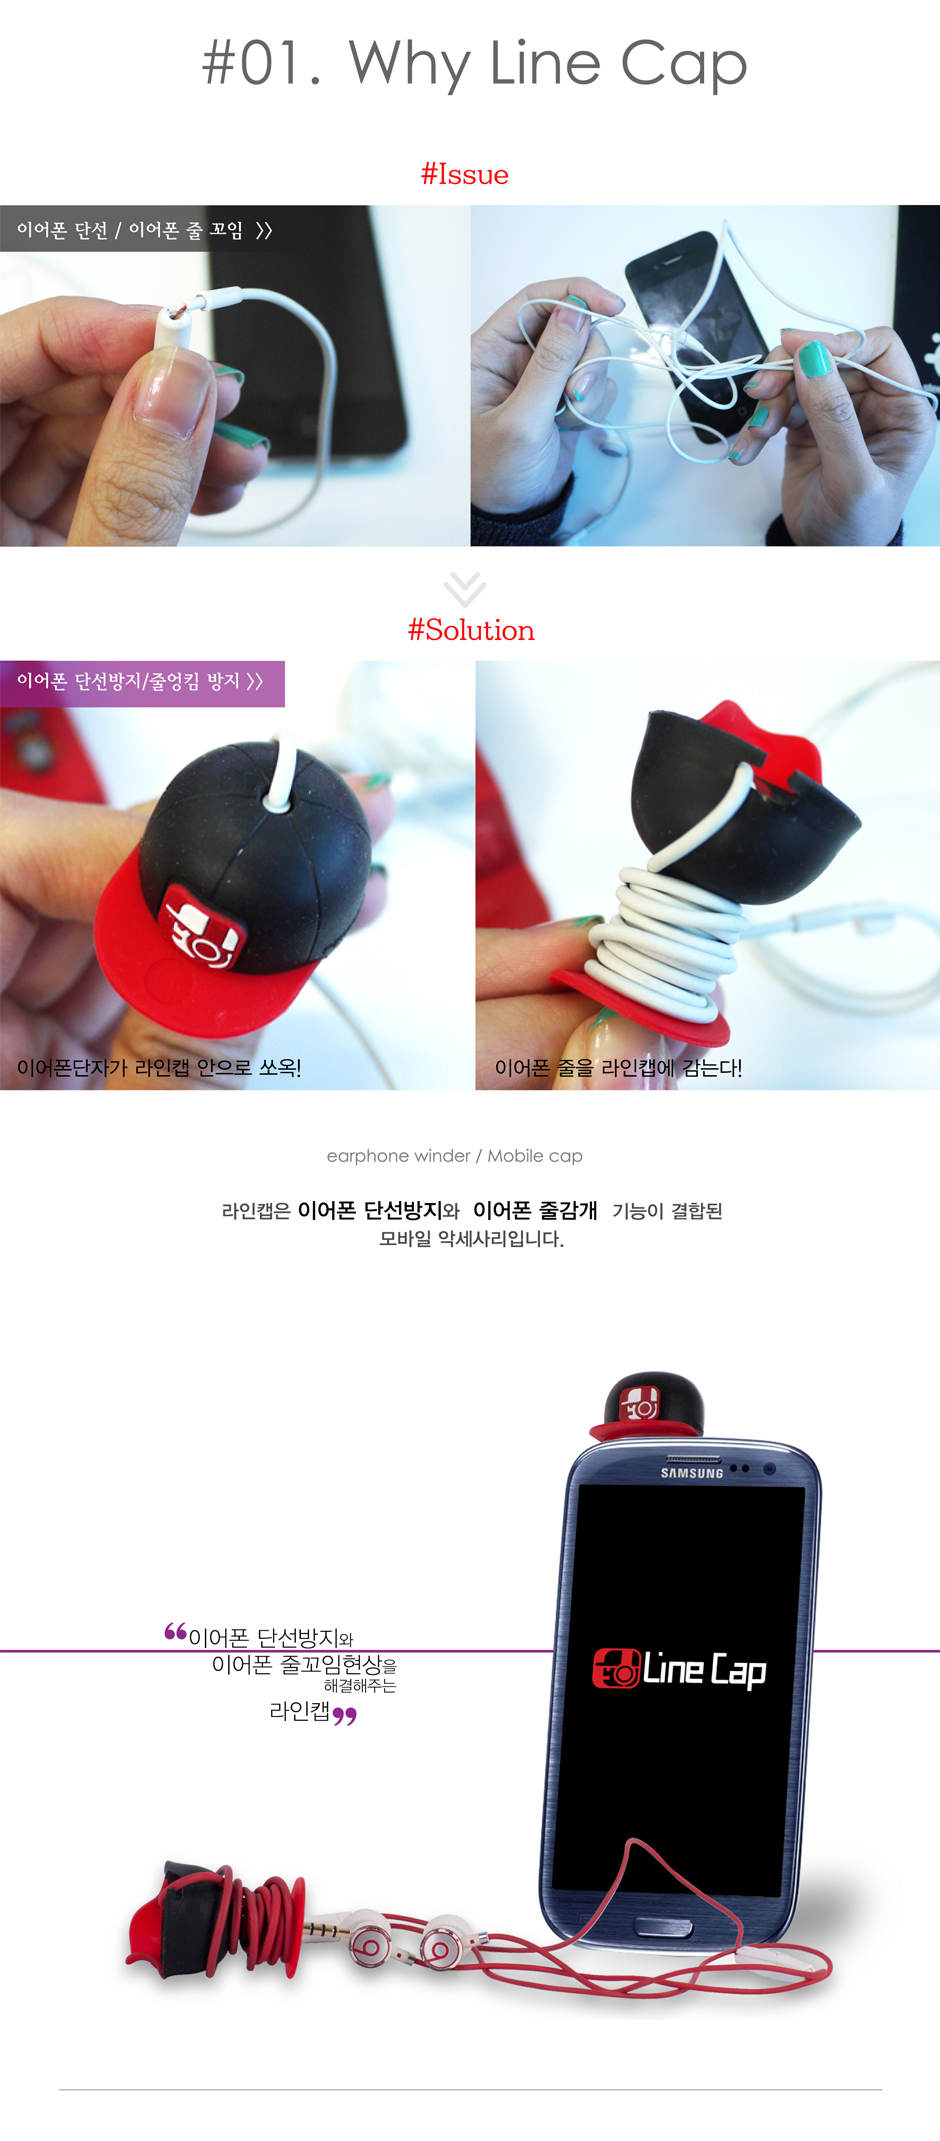 #01. Why Line Cap
#Issue
이어폰 단선 / 이어폰 줄 꼬임 >>
#Solution
이어폰 단선방지/줄엉킴 방지 >>
이어폰단자가 라인캡 안으로 쏘옥!
이어폰 줄을 라인캡에 감는다!
earphone winder / Mobile cap
라인캡은 이어폰 단선방지와 이어폰 줄감개 기능이 결합된
모바일 악세사리입니다.
SAMSUNG
“이어폰 단선방지와
이어폰 줄꼬임현상을
해결해주는
라인캡”
Line Cap